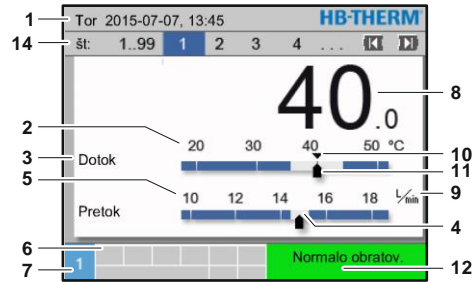 1 Tor 2015-07-07, 13:45 HB-THERM
14 št: 1..99 1 2 3 4 ...
40.0 8
2 20 30 40 50 °C 10
3 Dotok 11
5 10 12 14 16 18 L/min 9
Pretok 4
6
7 1 Normalo obratov. 12